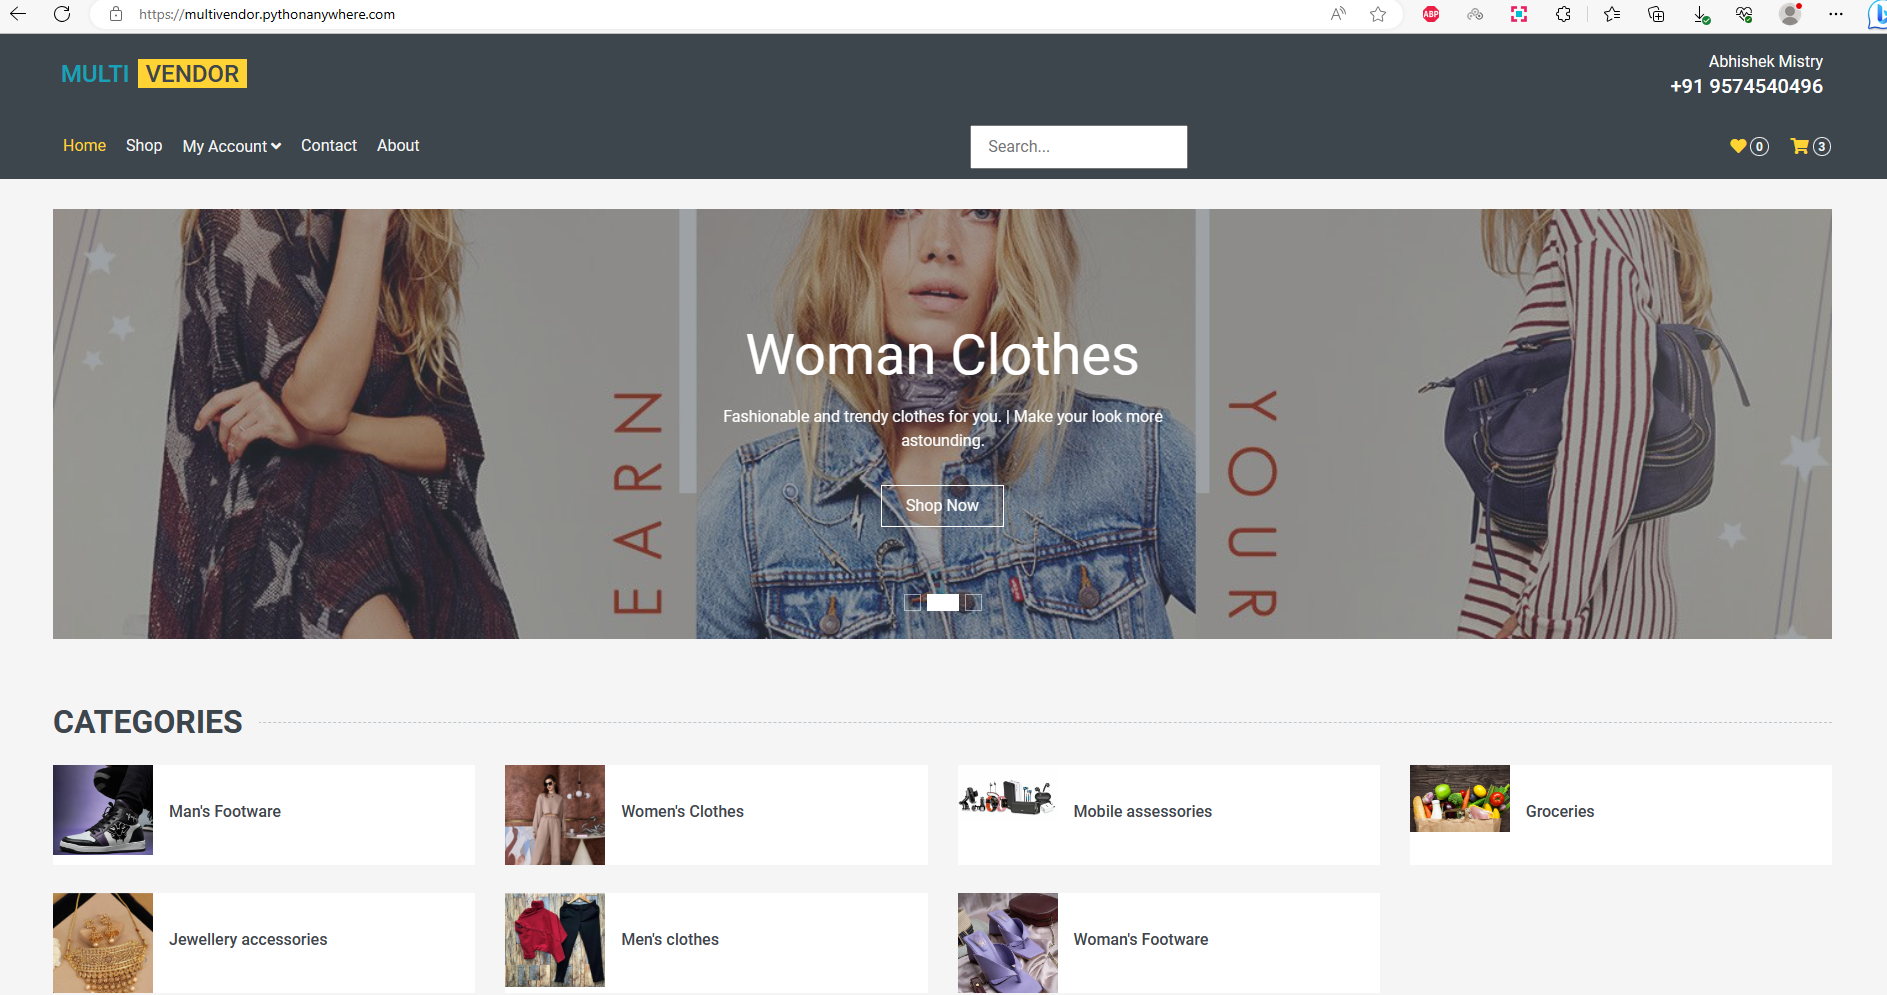 https://multivendor.pythonanywhere.com
ABP
MULTI VENDOR
Abhishek Mistry
+91 9574540496
Home Shop My Account Contact About
Search...
0 3
EARN
YOUR
Woman Clothes
Fashionable and trendy clothes for you. | Make your look more
astounding.
Shop Now
CATEGORIES
Man's Footware
Women's Clothes
Mobile assessories
Groceries
Jewellery accessories
Men's clothes
Woman's Footware